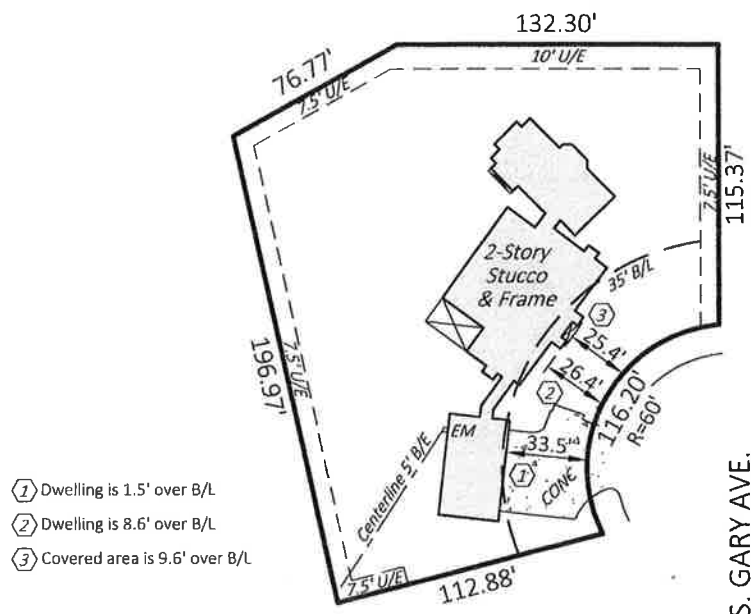 132.30'
10' U/E
76.77'
7.5' U/E
115.37'
7.5' U/E
2-Story
Stucco
& Frame
35' B/L
3
25.4'
26.4'
2
116.20'
R=60'
196.97'
7.5' U/E
EM
33.5'
1
CONC
Centerline 5' B/E
7.5' U/E
112.88'
S. GARY AVE.
1 Dwelling is 1.5' over B/L
2 Dwelling is 8.6' over B/L
3 Covered area is 9.6' over B/L